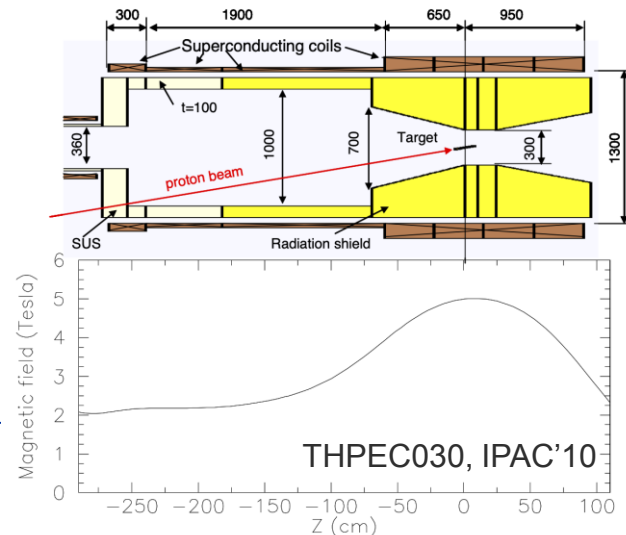 300 1900 650 950
Superconducting coils
t=100
360
1000
700
Target
300
1300
proton beam
SUS
Radiation shield
6
5
4
3
2
1
0
Magnetic field (Tesla)
THPEC030, IPAC'10
-250 -200 -150 -100 -50 0 50 100
Z (cm)